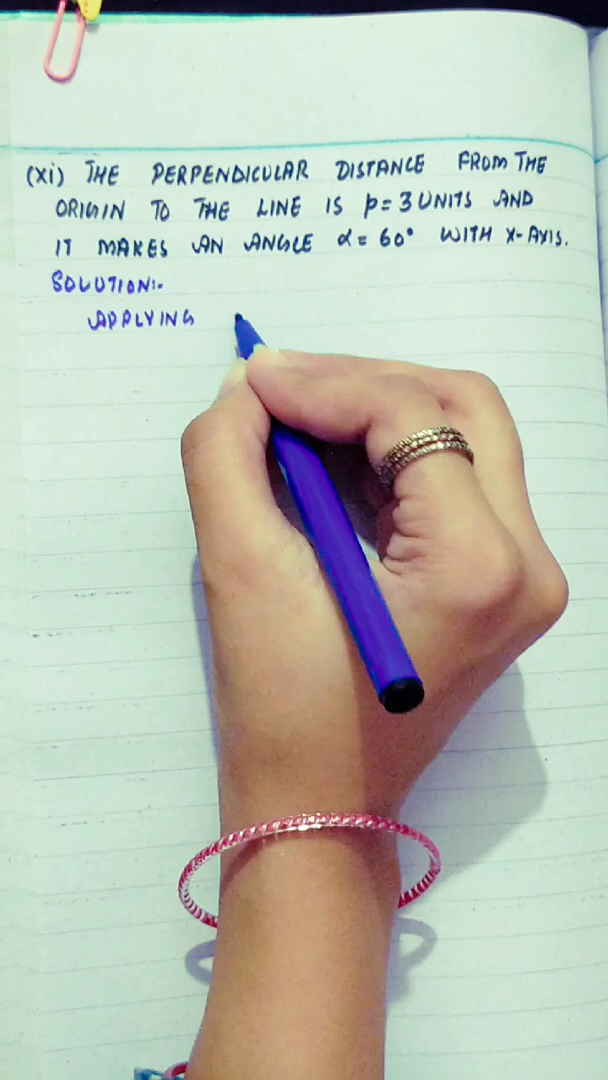 (xi) THE PERPENDICULAR DISTANCE FROM THE
ORIGIN TO THE LINE IS p = 3 UNITS AND
IT MAKES AN ANGLE α = 60° WITH X-AXIS.
SOLUTION:-
APPLYING